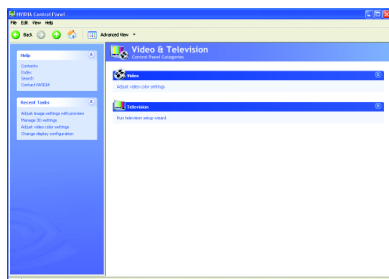 NVIDIA Control Panel
File Edit View Help
Back
Advanced View
Video & Television
Control Panel Categories
Help
Contents
Index
Search
Contact NVIDIA
Recent Tasks
Adjust image settings with preview
Manage 3D settings
Adjust video color settings
Change display configuration
Video
Adjust video color settings
Television
Run television setup wizard